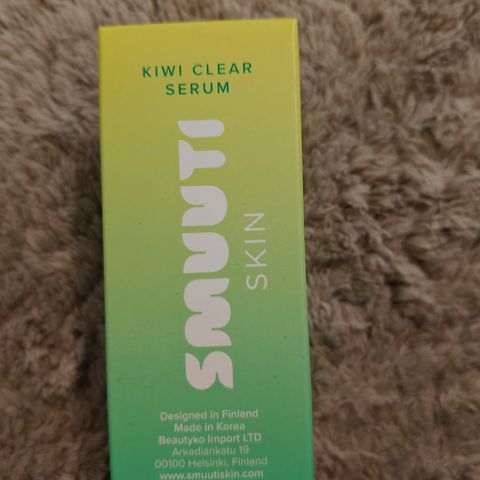 KIWI CLEAR
SERUM
SMUUTI
SKIN
Designed in Finland
Made in Korea
Beautyko Import LTD
Arkadiankatu 19
00100 Helsinki, Finland
www.smuutiskin.com